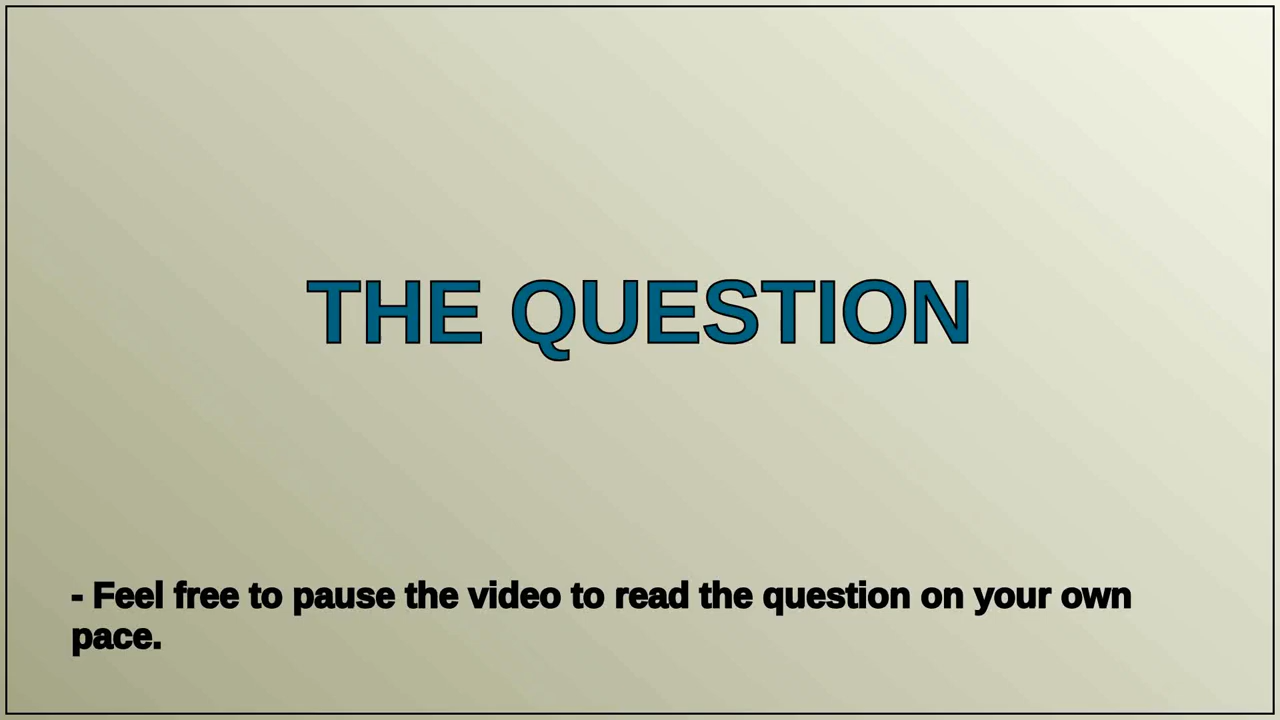 THE QUESTION
- Feel free to pause the video to read the question on your own
pace.